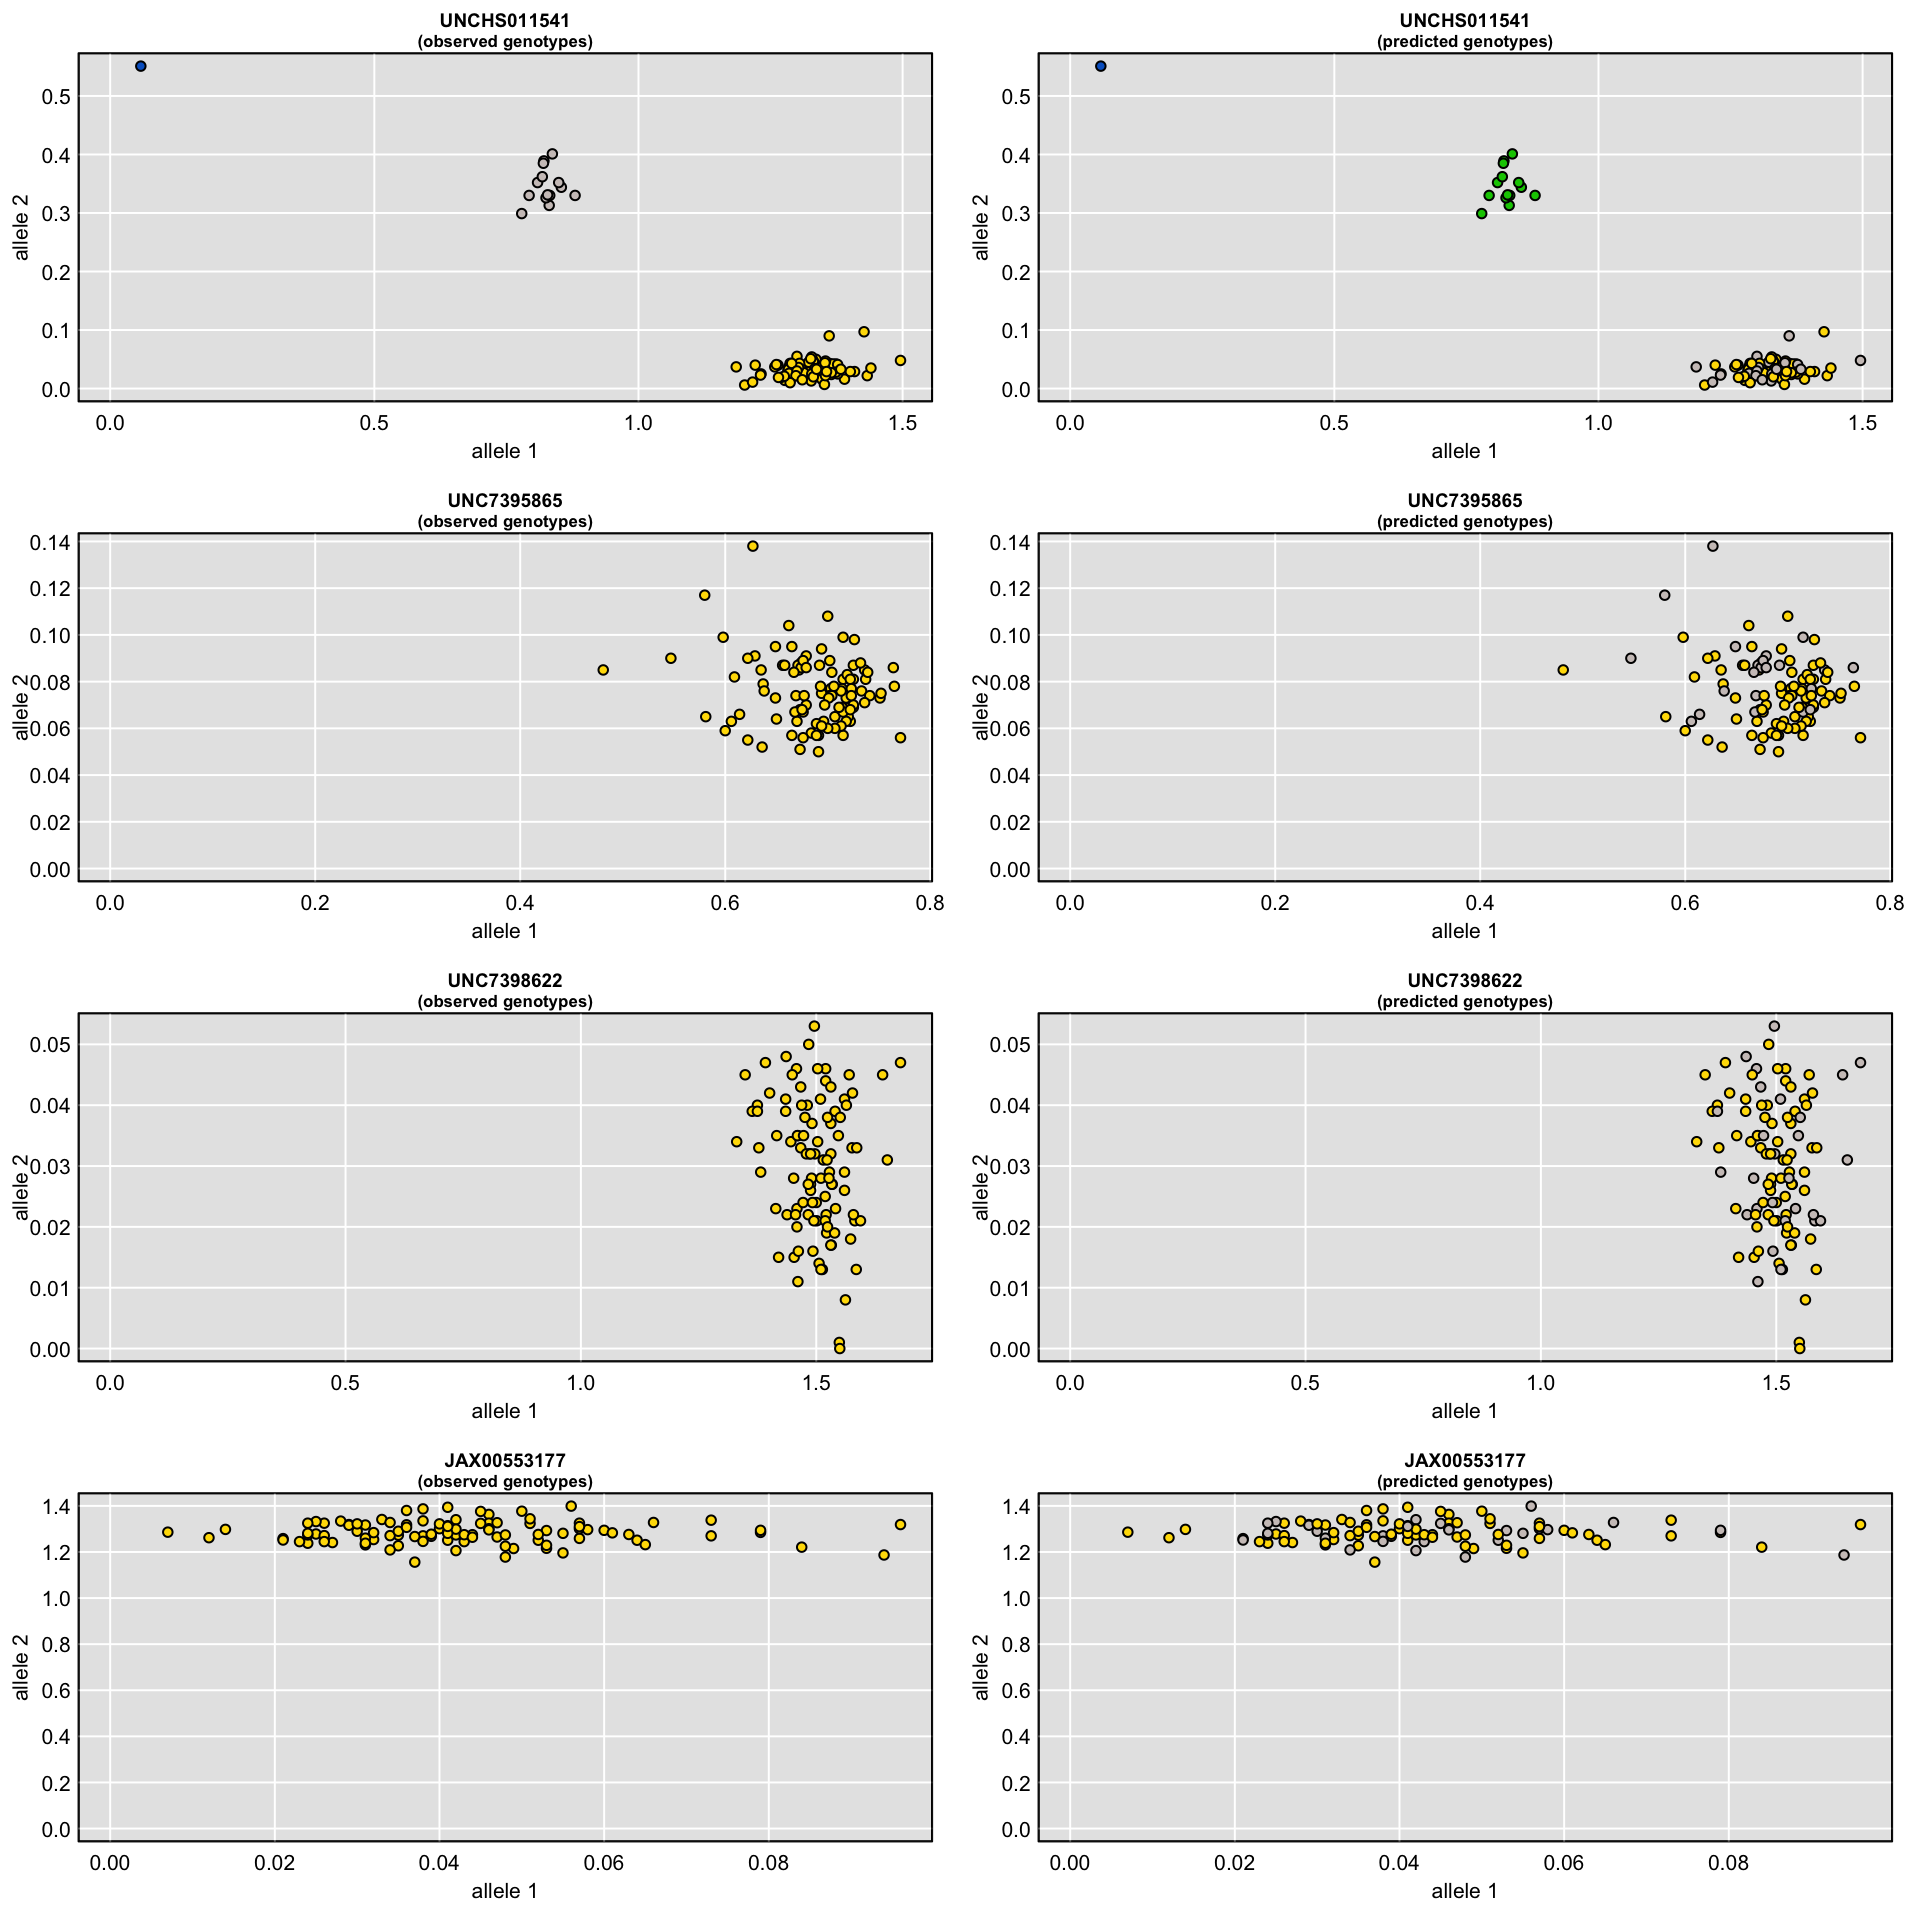 UNCHS011541
(observed genotypes)
allele 2
0.5
0.4
0.3
0.2
0.1
0.0
0.0 0.5 1.0 1.5
allele 1
UNCHS011541
(predicted genotypes)
allele 2
0.5
0.4
0.3
0.2
0.1
0.0
0.0 0.5 1.0 1.5
allele 1
UNC7395865
(observed genotypes)
allele 2
0.14
0.12
0.10
0.08
0.06
0.04
0.02
0.00
0.0 0.2 0.4 0.6 0.8
allele 1
UNC7395865
(predicted genotypes)
allele 2
0.14
0.12
0.10
0.08
0.06
0.04
0.02
0.00
0.0 0.2 0.4 0.6 0.8
allele 1
UNC7398622
(observed genotypes)
allele 2
0.05
0.04
0.03
0.02
0.01
0.00
0.0 0.5 1.0 1.5
allele 1
UNC7398622
(predicted genotypes)
allele 2
0.05
0.04
0.03
0.02
0.01
0.00
0.0 0.5 1.0 1.5
allele 1
JAX00553177
(observed genotypes)
allele 2
1.4
1.2
1.0
0.8
0.6
0.4
0.2
0.0
0.00 0.02 0.04 0.06 0.08
allele 1
JAX00553177
(predicted genotypes)
allele 2
1.4
1.2
1.0
0.8
0.6
0.4
0.2
0.0
0.00 0.02 0.04 0.06 0.08
allele 1